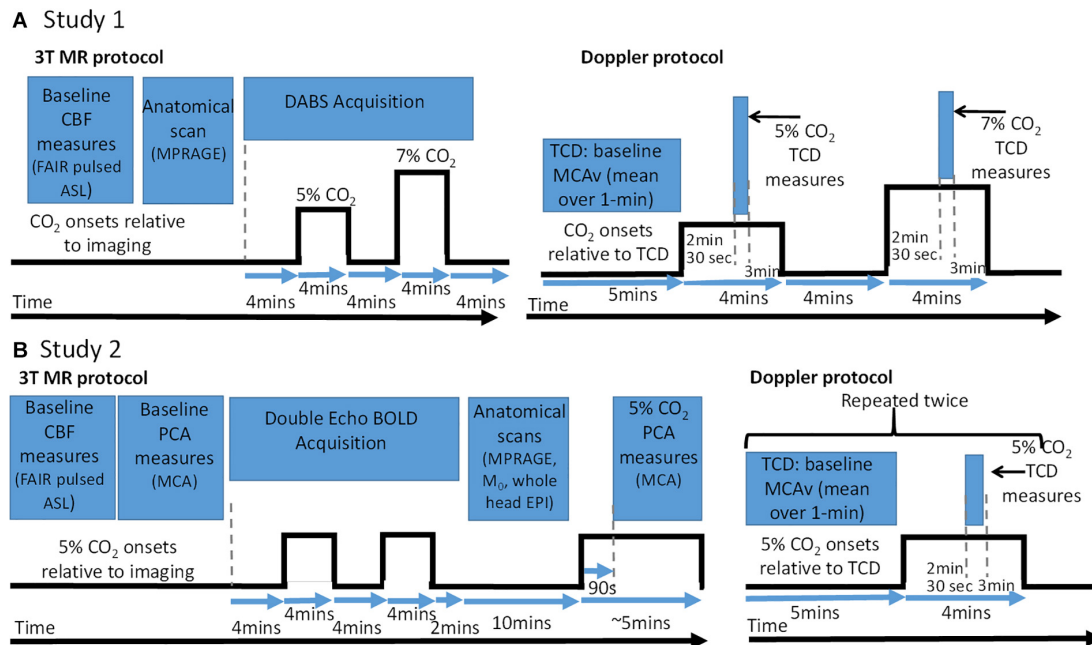 A Study 1
3T MR protocol
Baseline
CBF
measures
(FAIR pulsed
ASL)
Anatomical
scan
(MPRAGE)
DABS Acquisition
5% CO₂
7% CO₂
CO₂ onsets relative
to imaging
4mins
4mins
4mins
4mins
4mins
Time
Doppler protocol
TCD: baseline
MCAv (mean
over 1-min)
5% CO₂
TCD
measures
7% CO₂
TCD
measures
CO₂ onsets
relative to TCD
2min
30 sec
3min
2min
30 sec
3min
5mins
4mins
4mins
4mins
Time
B Study 2
3T MR protocol
Baseline
CBF
measures
(FAIR pulsed
ASL)
Baseline
PCA
measures
(MCA)
Double Echo BOLD
Acquisition
Anatomical
scans
(MPRAGE,
M₀, whole
head EPI)
5% CO₂
PCA
measures
(MCA)
5% CO₂ onsets
relative to imaging
90s
4mins
4mins
4mins
4mins
2mins
10mins
~5mins
Time
Doppler protocol
Repeated twice
TCD: baseline
MCAv (mean
over 1-min)
5% CO₂
TCD
measures
5% CO₂ onsets
relative to TCD
2min
30 sec
3min
5mins
4mins
Time